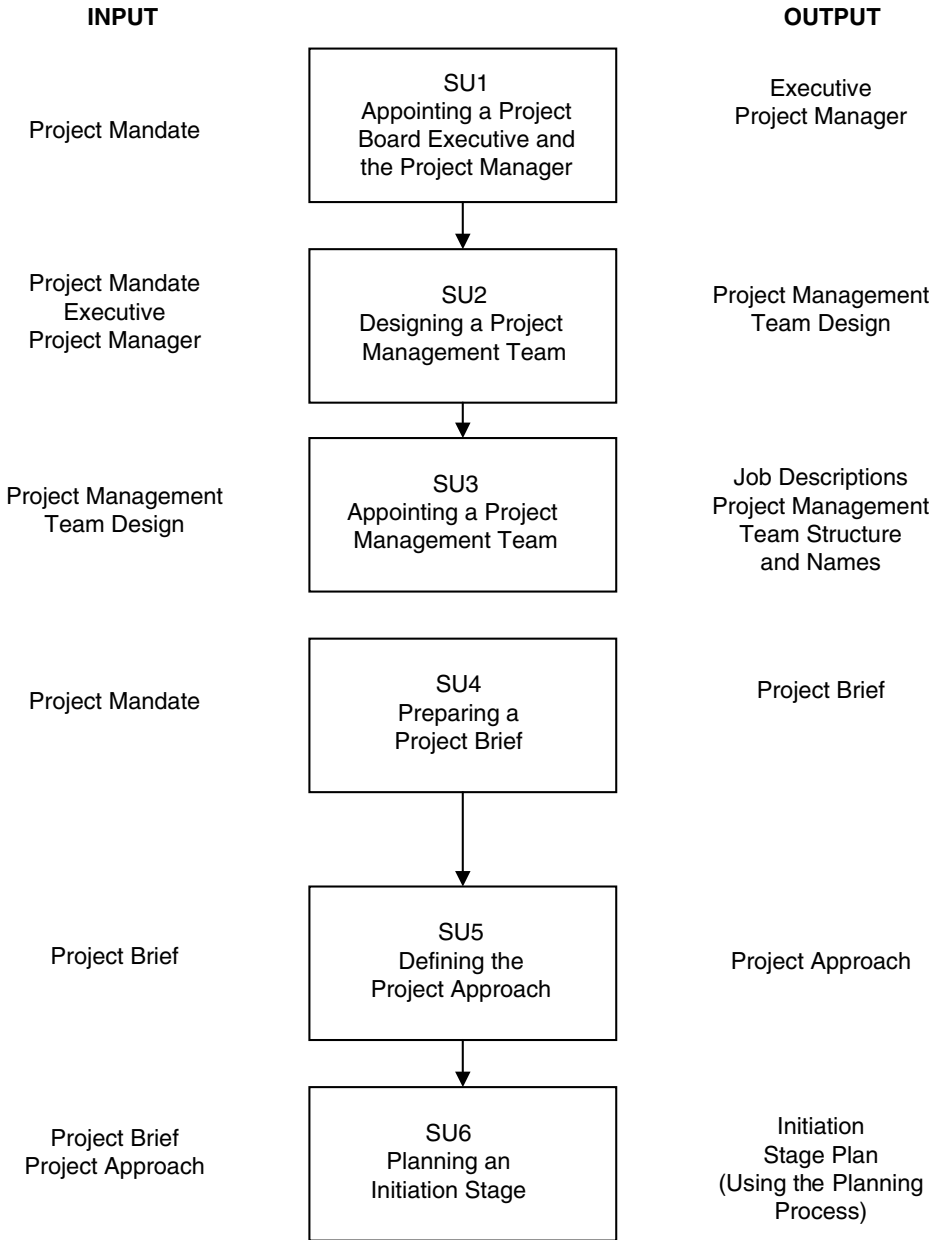 INPUT
OUTPUT
Project Mandate
SU1
Appointing a Project
Board Executive and
the Project Manager
Executive
Project Manager
Project Mandate
Executive
Project Manager
SU2
Designing a Project
Management Team
Project Management
Team Design
Project Management
Team Design
SU3
Appointing a Project
Management Team
Job Descriptions
Project Management
Team Structure
and Names
Project Mandate
SU4
Preparing a
Project Brief
Project Brief
Project Brief
SU5
Defining the
Project Approach
Project Approach
Project Brief
Project Approach
SU6
Planning an
Initiation Stage
Initiation
Stage Plan
(Using the Planning
Process)